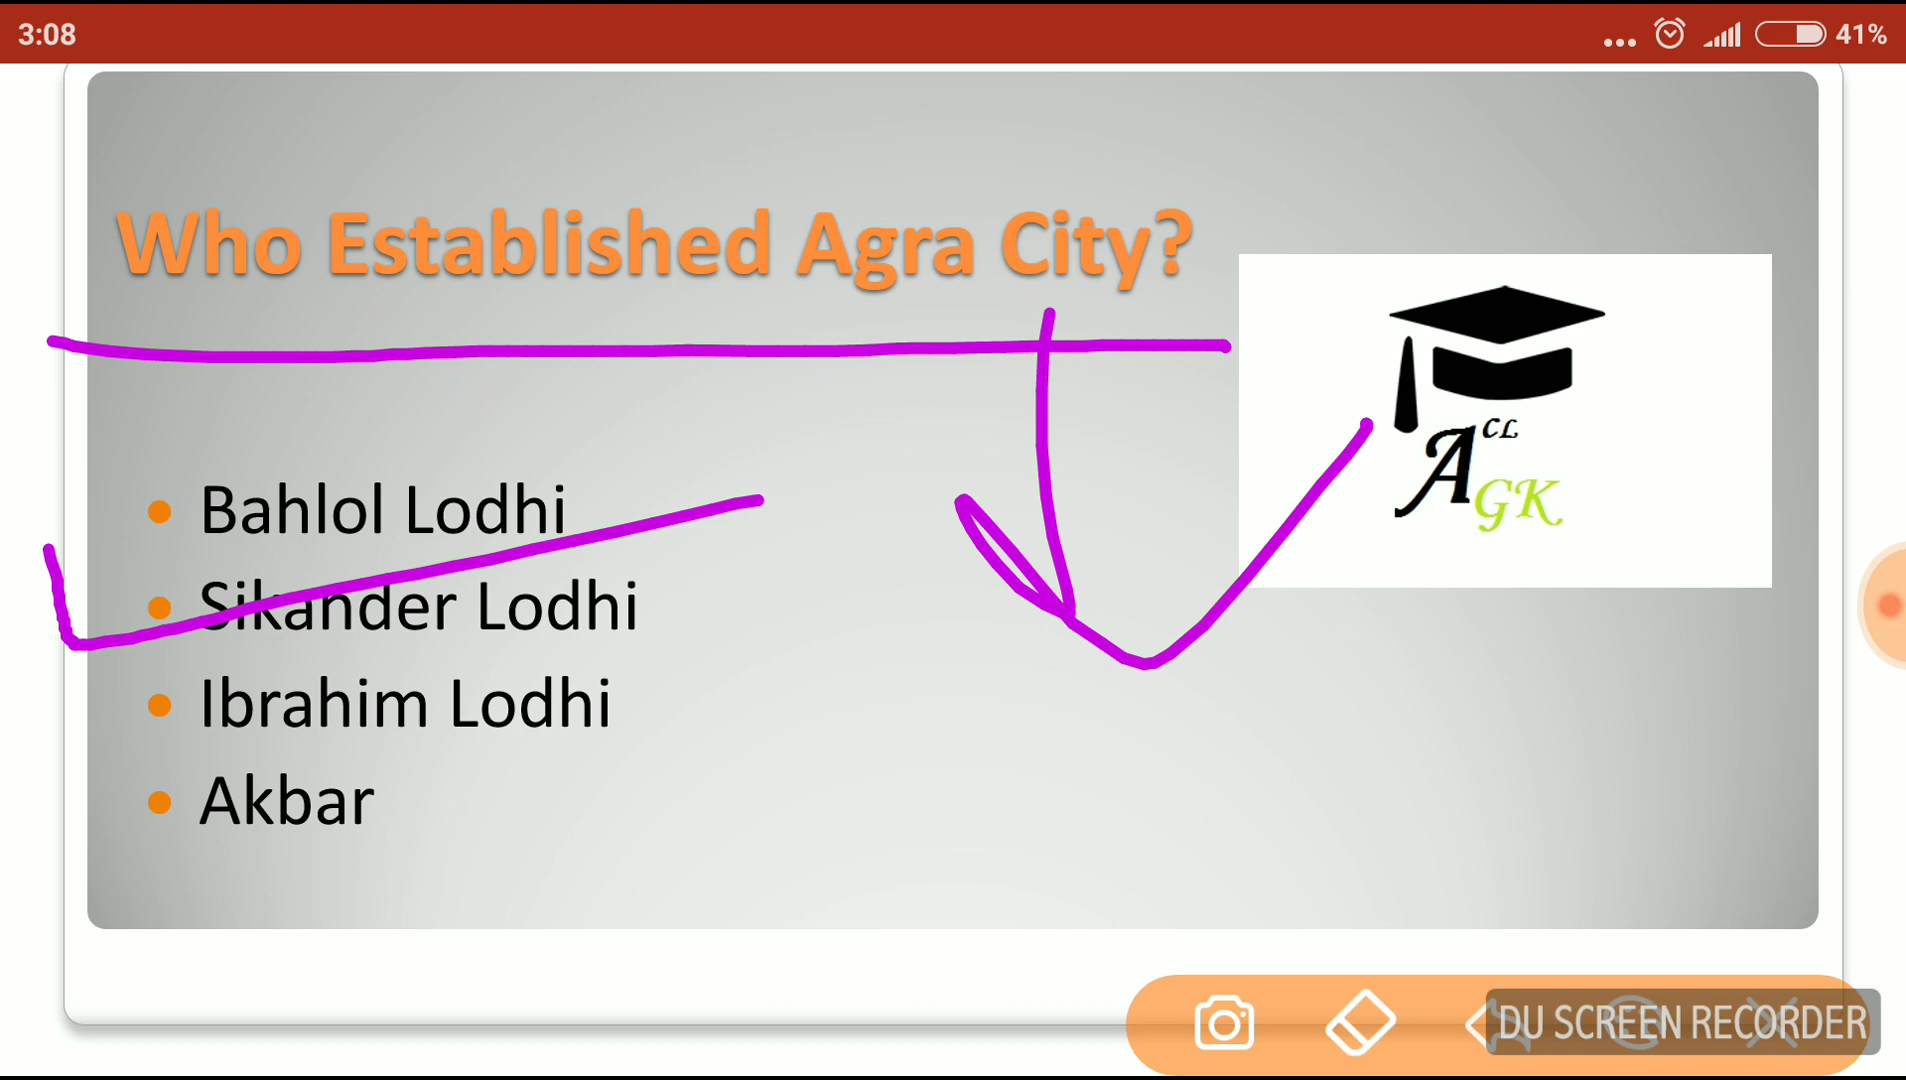 3:08
... 41%
Who Established Agra City?
CL
A
GK
Bahlol Lodhi
Sikander Lodhi
Ibrahim Lodhi
Akbar
DU SCREEN RECORDER